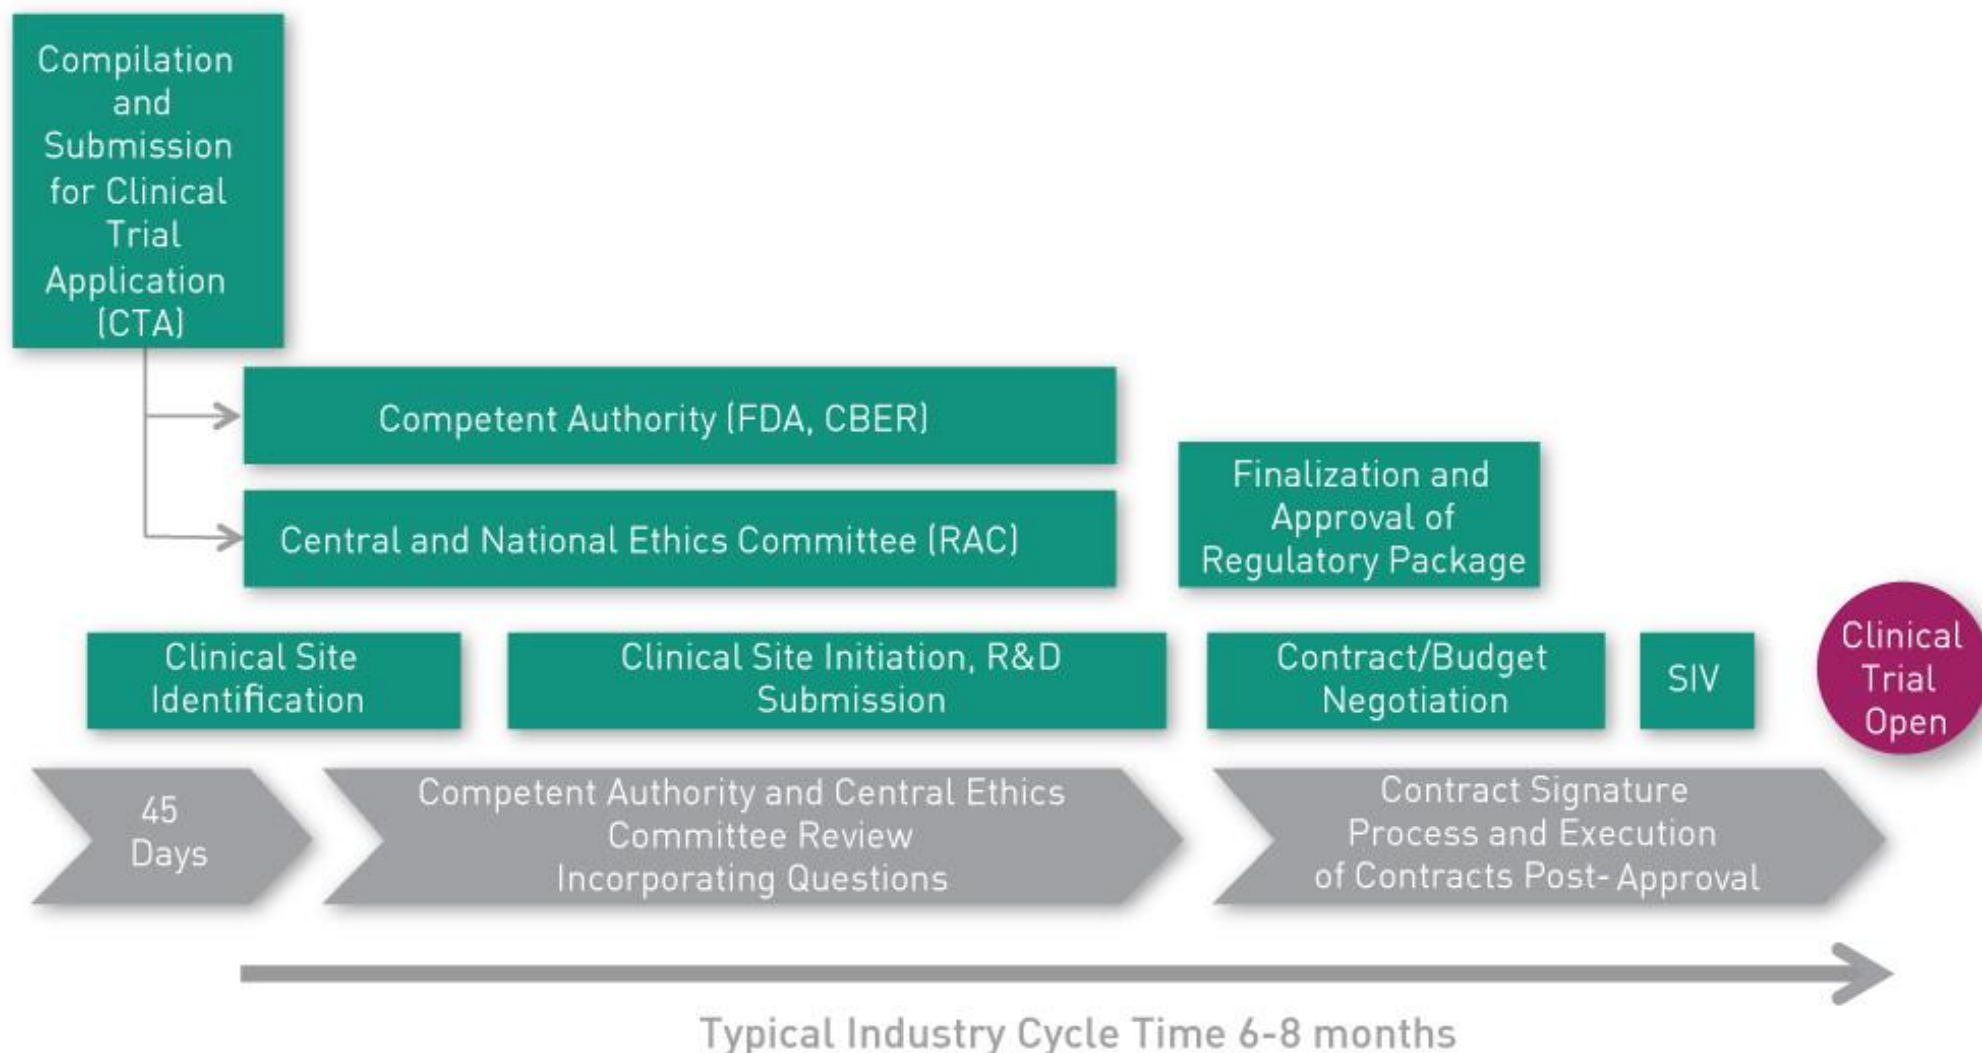 Compilation
and
Submission
for Clinical
Trial
Application
(CTA)
Competent Authority (FDA, CBER)
Central and National Ethics Committee (RAC)
Finalization and
Approval of
Regulatory Package
Clinical Site
Identification
Clinical Site Initiation, R&D
Submission
Contract/Budget
Negotiation
SIV
Clinical
Trial
Open
45
Days
Competent Authority and Central Ethics
Committee Review
Incorporating Questions
Contract Signature
Process and Execution
of Contracts Post-Approval
Typical Industry Cycle Time 6-8 months